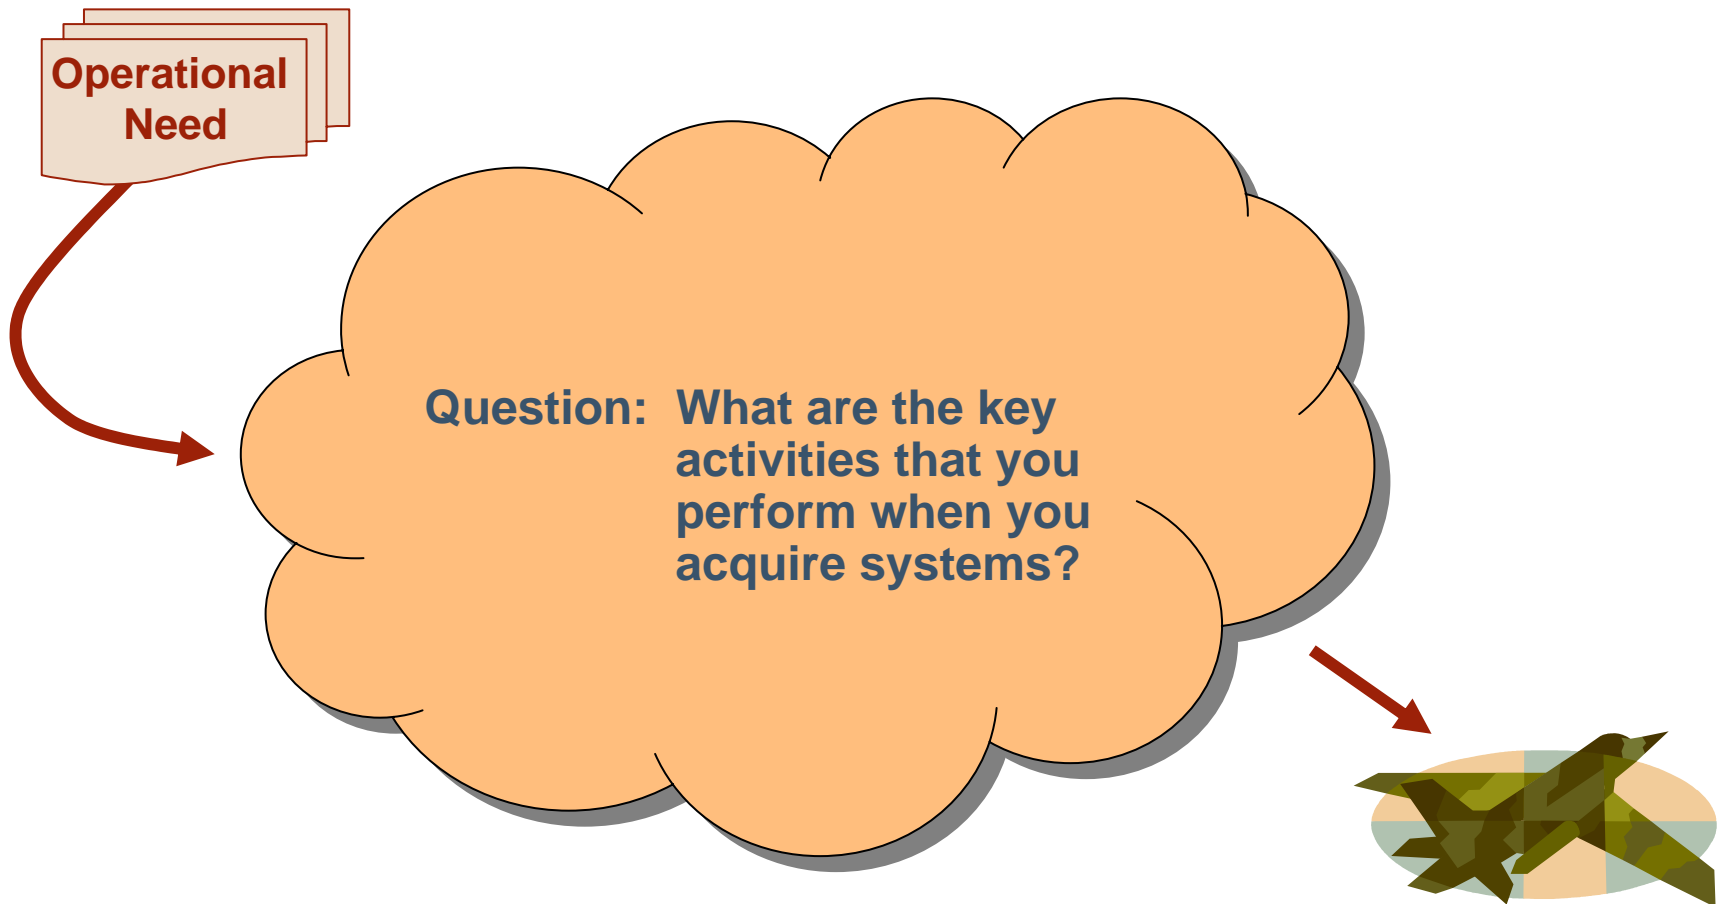 Operational
Need
Question: What are the key
activities that you
perform when you
acquire systems?